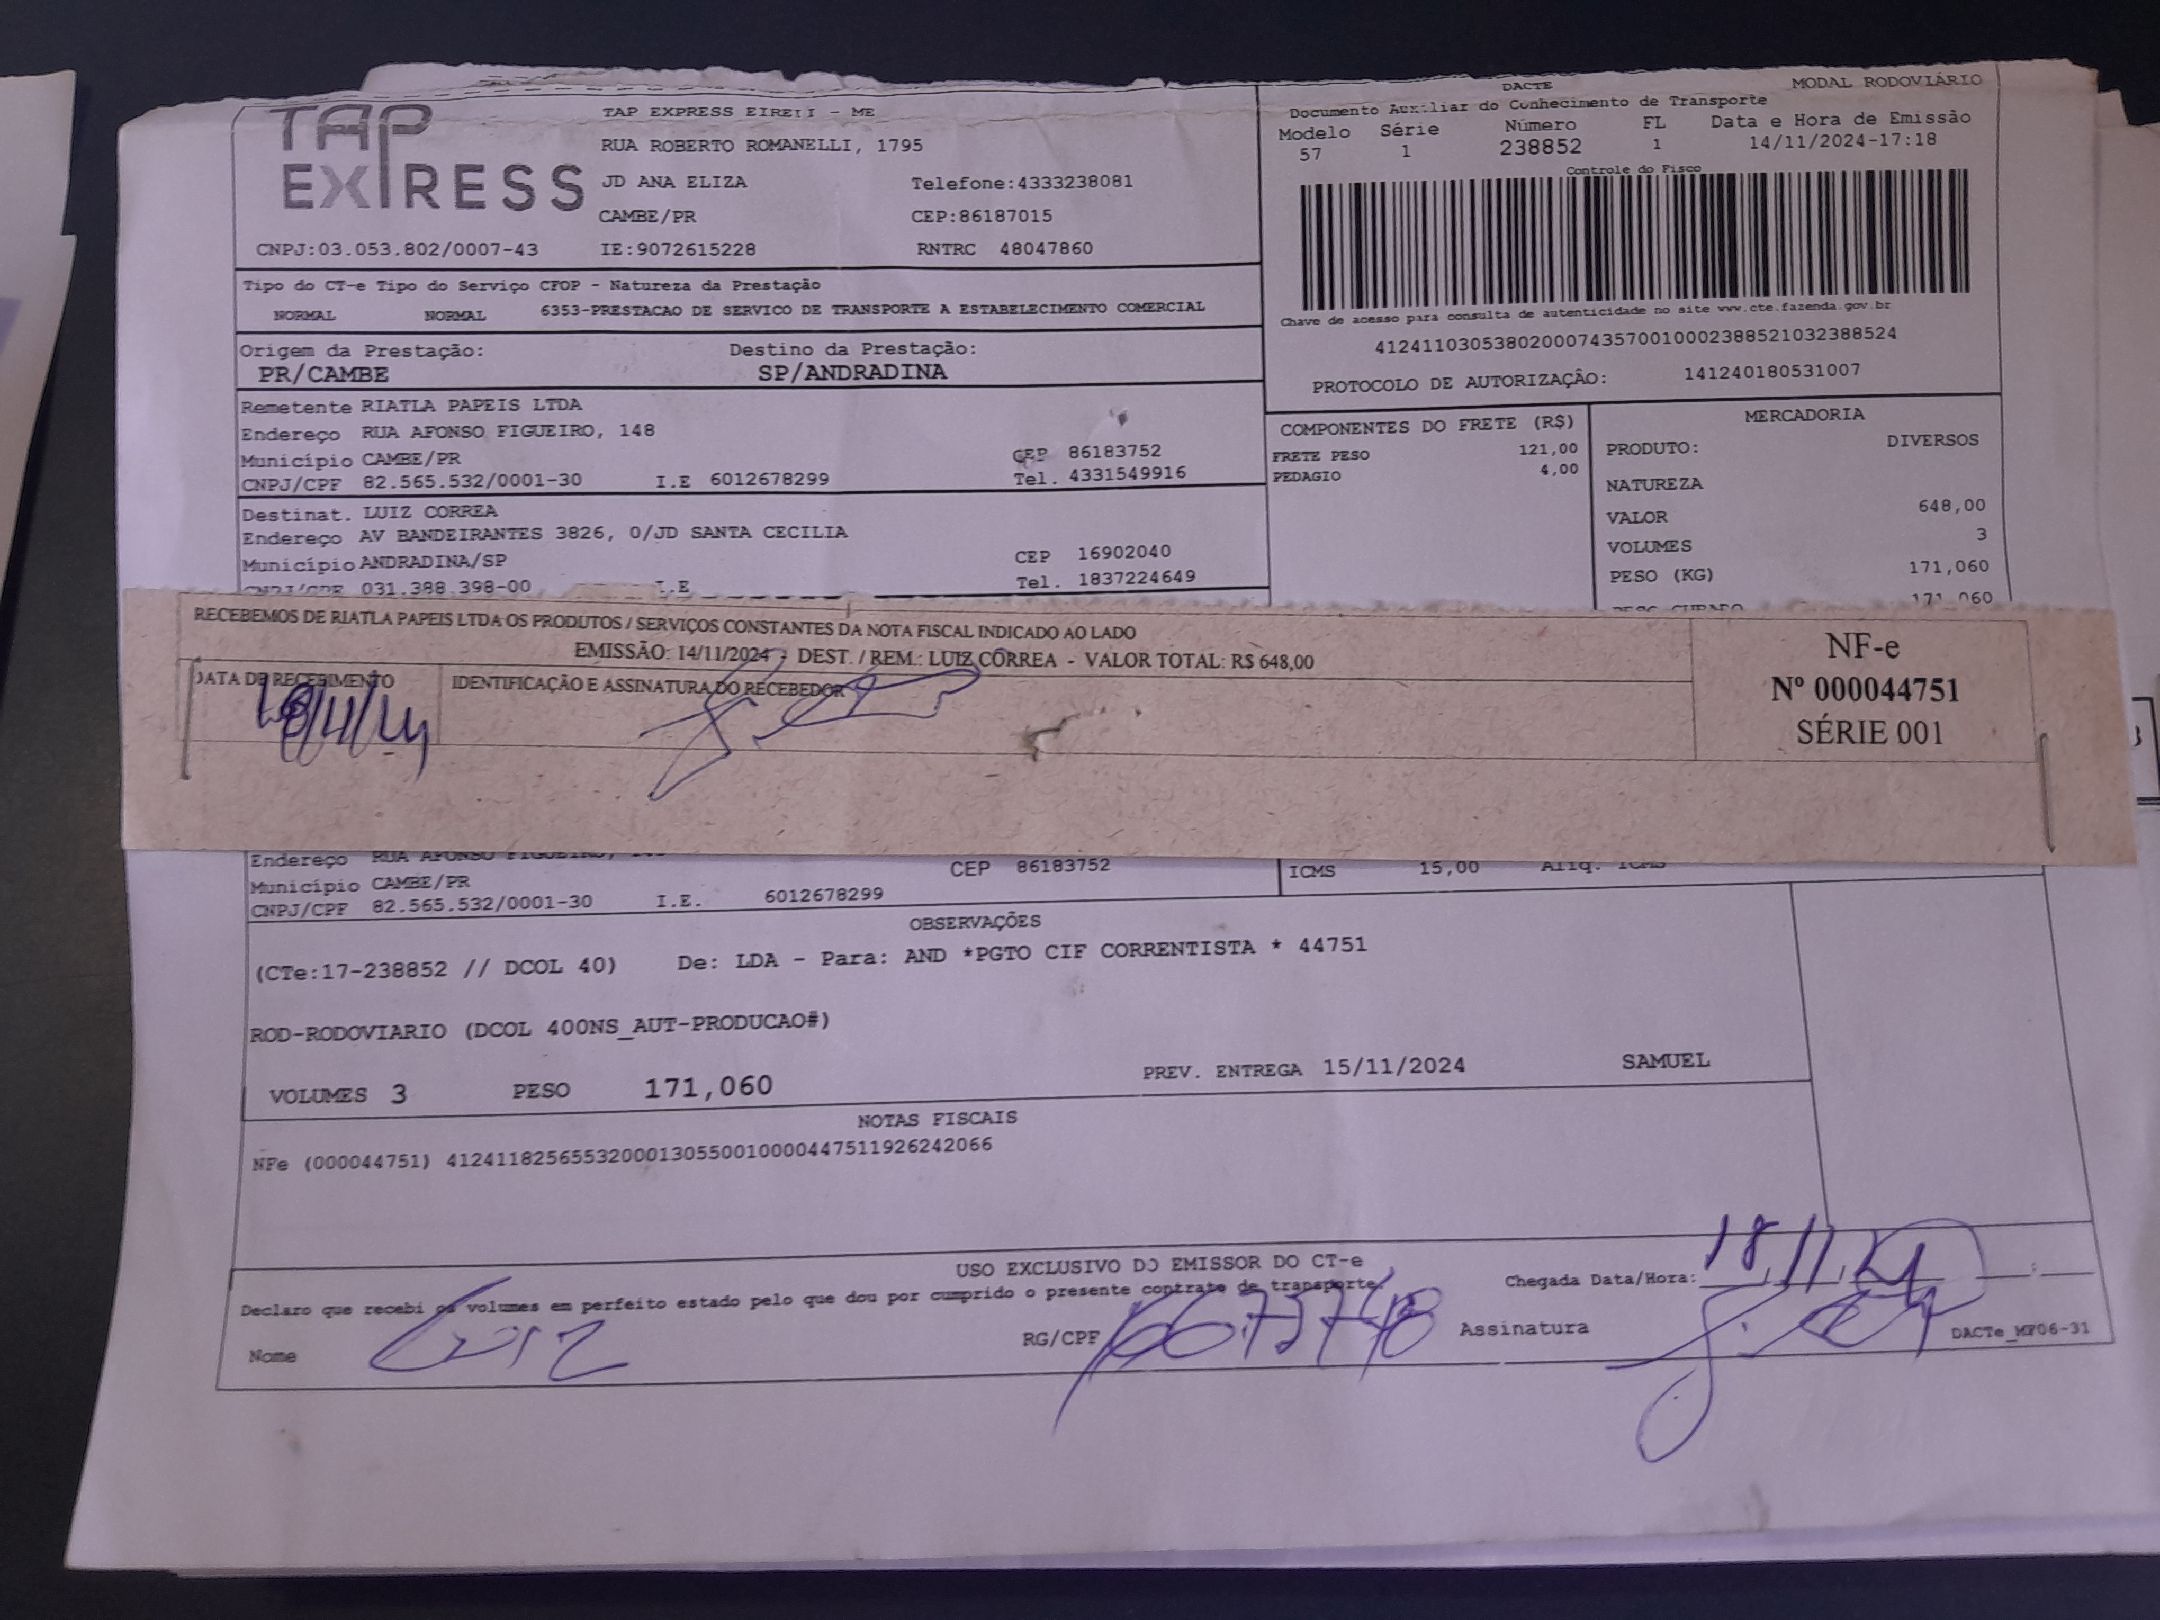 TAP EXPRESS
TAP EXPRESS EIRELI - ME
RUA ROBERTO ROMANELLI, 1795
JD ANA ELIZA Telefone:4333238081
CAMBE/PR CEP:86187015
CNPJ:03.053.802/0007-43 IE:9072615228 RNTRC 48047860
DACTE MODAL RODOVIÁRIO
Documento Auxiliar do Conhecimento de Transporte
Modelo Série Número FL Data e Hora de Emissão
57 1 238852 1 14/11/2024-17:18
Controle do Fisco
Chave de acesso para consulta de autenticidade no site www.cte.fazenda.gov.br
41241103053802000743570010002388521032388524
PROTOCOLO DE AUTORIZAÇÃO: 141240180531007
Tipo do CT-e Tipo do Serviço CFOP - Natureza da Prestação
NORMAL NORMAL 6353-PRESTACAO DE SERVICO DE TRANSPORTE A ESTABELECIMENTO COMERCIAL
Origem da Prestação: Destino da Prestação:
PR/CAMBE SP/ANDRADINA
Remetente RIATLA PAPEIS LTDA
Endereço RUA AFONSO FIGUEIRO, 148
Município CAMBE/PR CEP 86183752
CNPJ/CPF 82.565.532/0001-30 I.E 6012678299 Tel. 4331549916
Destinat. LUIZ CORREA
Endereço AV BANDEIRANTES 3826, 0/JD SANTA CECILIA
Município ANDRADINA/SP CEP 16902040
CNPJ/CPF 031.388.398-00 I.E Tel. 1837224649
COMPONENTES DO FRETE (R$)
FRETE PESO 121,00
PEDAGIO 4,00
MERCADORIA
PRODUTO: DIVERSOS
NATUREZA
VALOR 648,00
VOLUMES 3
PESO (KG) 171,060
PESO CUBADO 171,060
RECEBEMOS DE RIATLA PAPEIS LTDA OS PRODUTOS / SERVIÇOS CONSTANTES DA NOTA FISCAL INDICADO AO LADO
EMISSÃO: 14/11/2024 - DEST. / REM.: LUIZ CORREA - VALOR TOTAL: R$ 648,00
DATA DE RECEBIMENTO IDENTIFICAÇÃO E ASSINATURA DO RECEBEDOR
18/11/24
NF-e
Nº 000044751
SÉRIE 001
Endereço RUA AFONSO FIGUEIRO, 148 CEP 86183752
Município CAMBE/PR
CNPJ/CPF 82.565.532/0001-30 I.E. 6012678299
ICMS 15,00 Aliq. ICMS
OBSERVAÇÕES
(CTe:17-238852 // DCOL 40) De: LDA - Para: AND *PGTO CIF CORRENTISTA * 44751
ROD-RODOVIARIO (DCOL 400NS_AUT-PRODUCAO#)
VOLUMES 3 PESO 171,060 PREV. ENTREGA 15/11/2024 SAMUEL
NOTAS FISCAIS
NFe (000044751) 41241182565532000130550010000447511926242066
USO EXCLUSIVO DO EMISSOR DO CT-e
Declaro que recebi os volumes em perfeito estado pelo que dou por cumprido o presente contrato de transporte
Chegada Data/Hora: 18/11/24
Nome Luiz RG/CPF Assinatura
DACTe_MF06-31